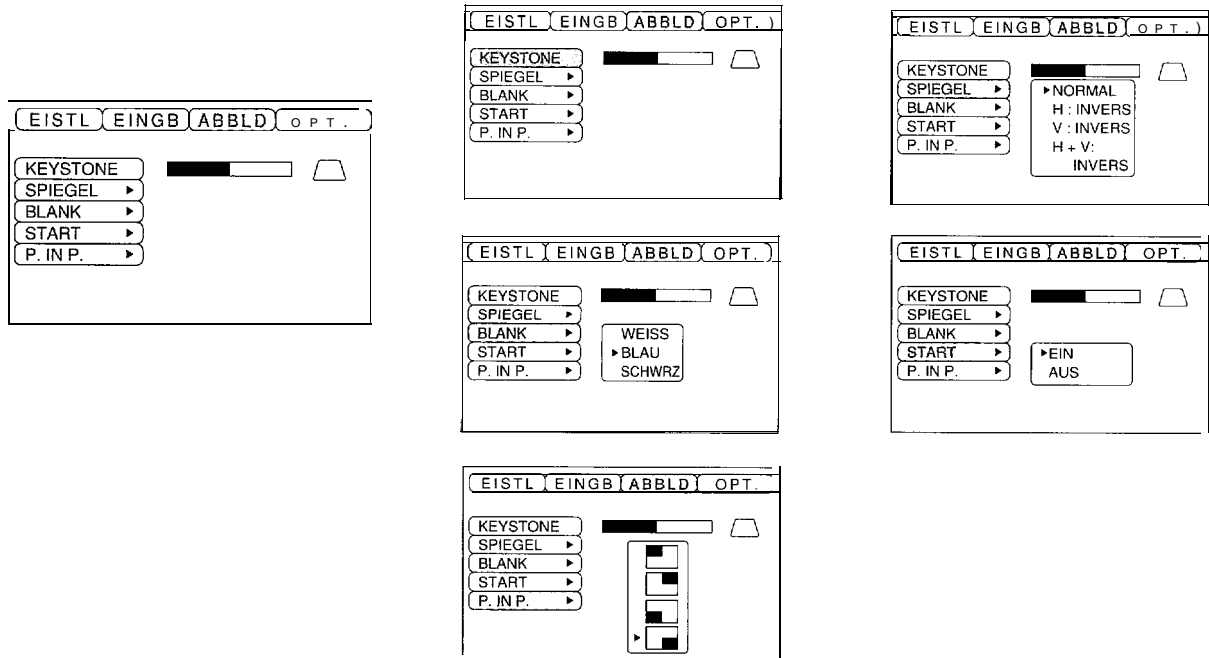 EISTL EINGB ABBLD OPT.
KEYSTONE
SPIEGEL ▶
BLANK ▶
START ▶
P. IN P. ▶
EISTL EINGB ABBLD OPT.
KEYSTONE
SPIEGEL ▶
BLANK ▶
START ▶
P. IN P. ▶
EISTL EINGB ABBLD OPT.
KEYSTONE
SPIEGEL ▶
BLANK ▶
START ▶
P. IN P. ▶
▶NORMAL
H : INVERS
V : INVERS
H + V:
INVERS
EISTL EINGB ABBLD OPT.
KEYSTONE
SPIEGEL ▶
BLANK ▶
START ▶
P. IN P. ▶
WEISS
▶BLAU
SCHWRZ
EISTL EINGB ABBLD OPT.
KEYSTONE
SPIEGEL ▶
BLANK ▶
START ▶
P. IN P. ▶
▶EIN
AUS
EISTL EINGB ABBLD OPT.
KEYSTONE
SPIEGEL ▶
BLANK ▶
START ▶
P. IN P. ▶